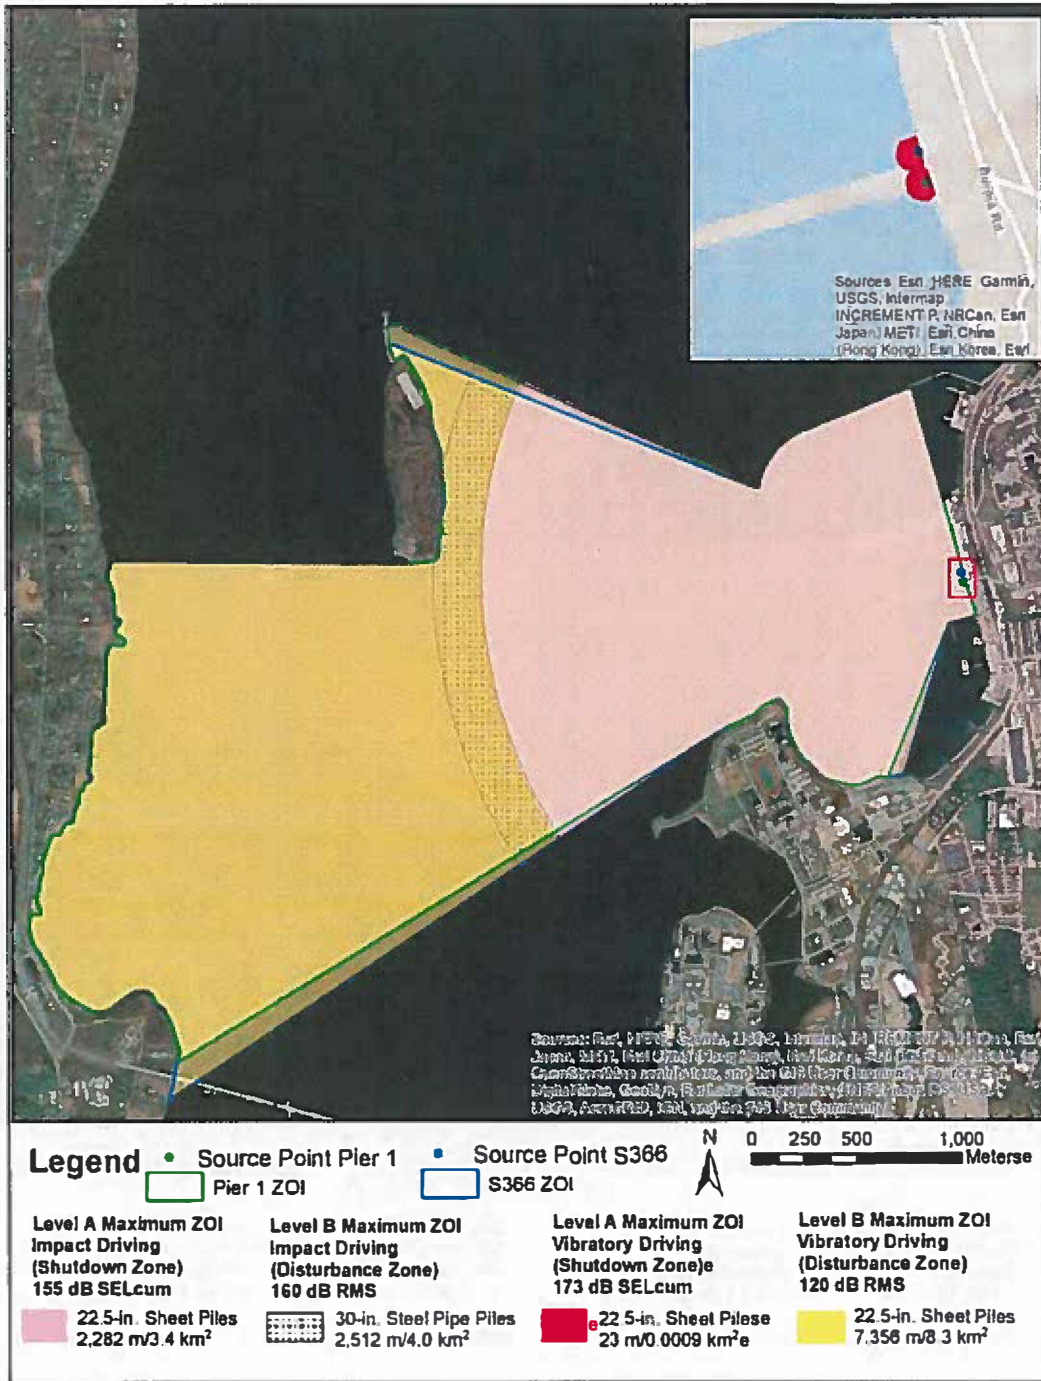 Burma Rd.
Sources Esri HERE Garmin,
USGS, Intermap
INCREMENT P, NRCan, Esri
Japan, METI Esri China
(Hong Kong), Esri Korea, Esri
Legend
Source Point Pier 1
Source Point S366
Pier 1 ZOI
S366 ZOI
N
0 250 500 1,000
Meterse
Level A Maximum ZOI
Impact Driving
(Shutdown Zone)
155 dB SELcum
22.5-in. Sheet Piles
2,282 m/3.4 km²
Level B Maximum ZOI
Impact Driving
(Disturbance Zone)
160 dB RMS
30-in. Steel Pipe Piles
2,512 m/4.0 km²
Level A Maximum ZOI
Vibratory Driving
(Shutdown Zone)e
173 dB SELcum
e 22.5-in. Sheet Pilese
23 m/0.0009 km²e
Level B Maximum ZOI
Vibratory Driving
(Disturbance Zone)
120 dB RMS
22.5-in. Sheet Piles
7,356 m/8.3 km²